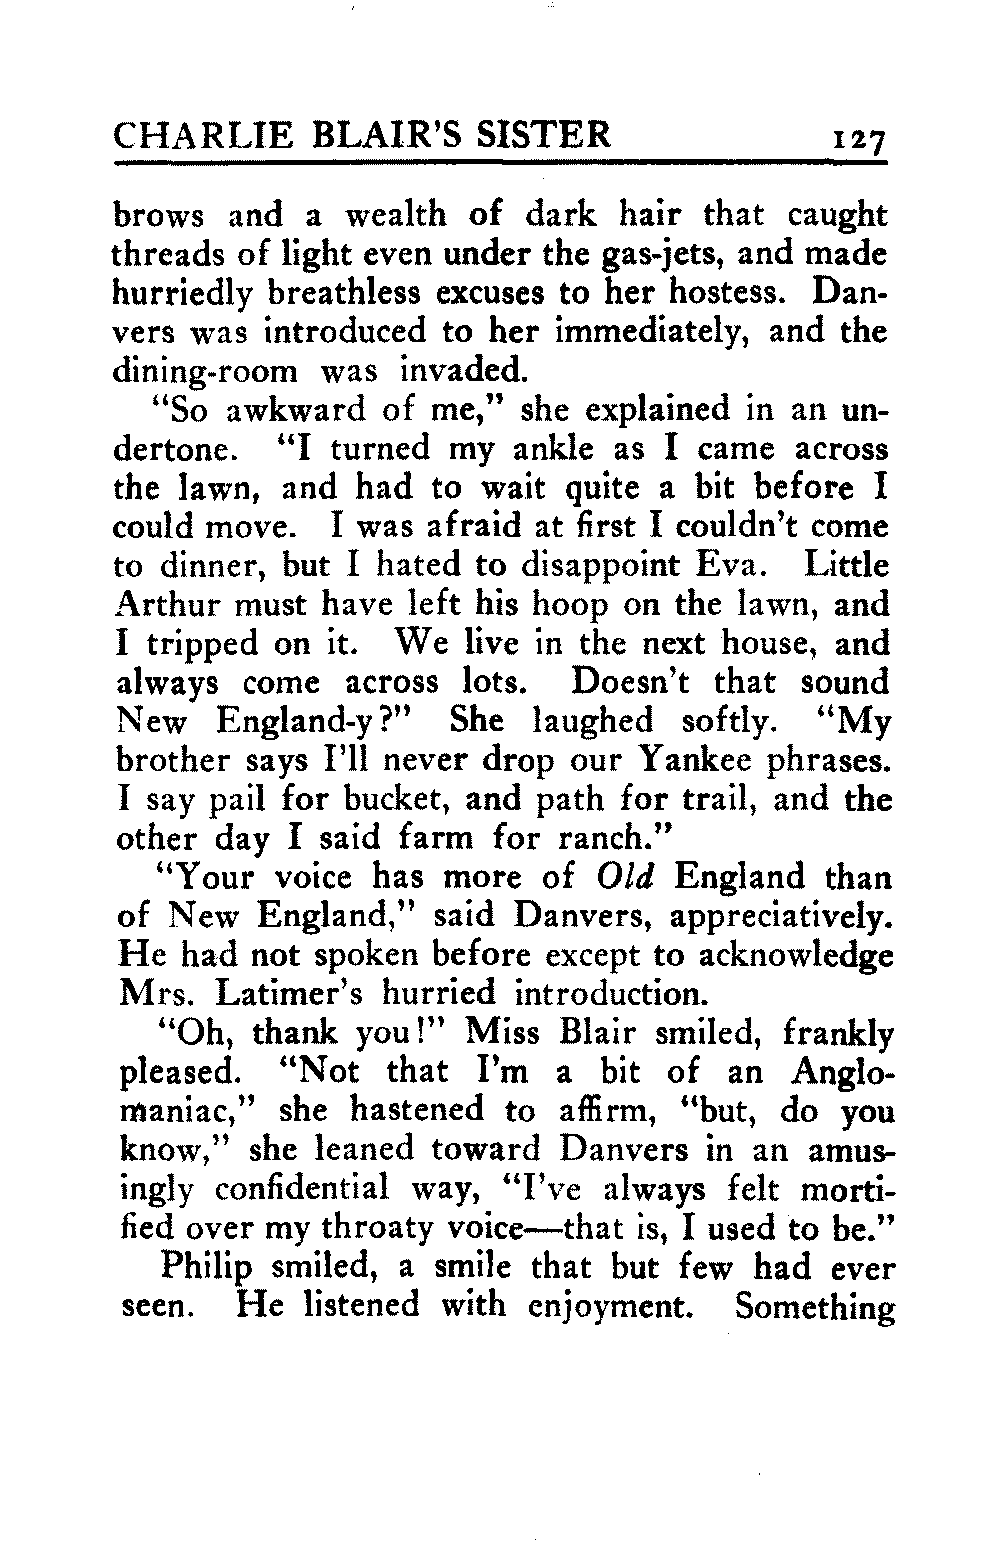 CHARLIE BLAIR'S SISTER 127
brows and a wealth of dark hair that caught
threads of light even under the gas-jets, and made
hurriedly breathless excuses to her hostess. Dan-
vers was introduced to her immediately, and the
dining-room was invaded.
"So awkward of me," she explained in an un-
dertone. "I turned my ankle as I came across
the lawn, and had to wait quite a bit before I
could move. I was afraid at first I couldn't come
to dinner, but I hated to disappoint Eva. Little
Arthur must have left his hoop on the lawn, and
I tripped on it. We live in the next house, and
always come across lots. Doesn't that sound
New England-y?" She laughed softly. "My
brother says I'll never drop our Yankee phrases.
I say pail for bucket, and path for trail, and the
other day I said farm for ranch."
"Your voice has more of Old England than
of New England," said Danvers, appreciatively.
He had not spoken before except to acknowledge
Mrs. Latimer's hurried introduction.
"Oh, thank you!" Miss Blair smiled, frankly
pleased. "Not that I'm a bit of an Anglo-
maniac," she hastened to affirm, "but, do you
know," she leaned toward Danvers in an amus-
ingly confidential way, "I've always felt morti-
fied over my throaty voice—that is, I used to be."
Philip smiled, a smile that but few had ever
seen. He listened with enjoyment. Something